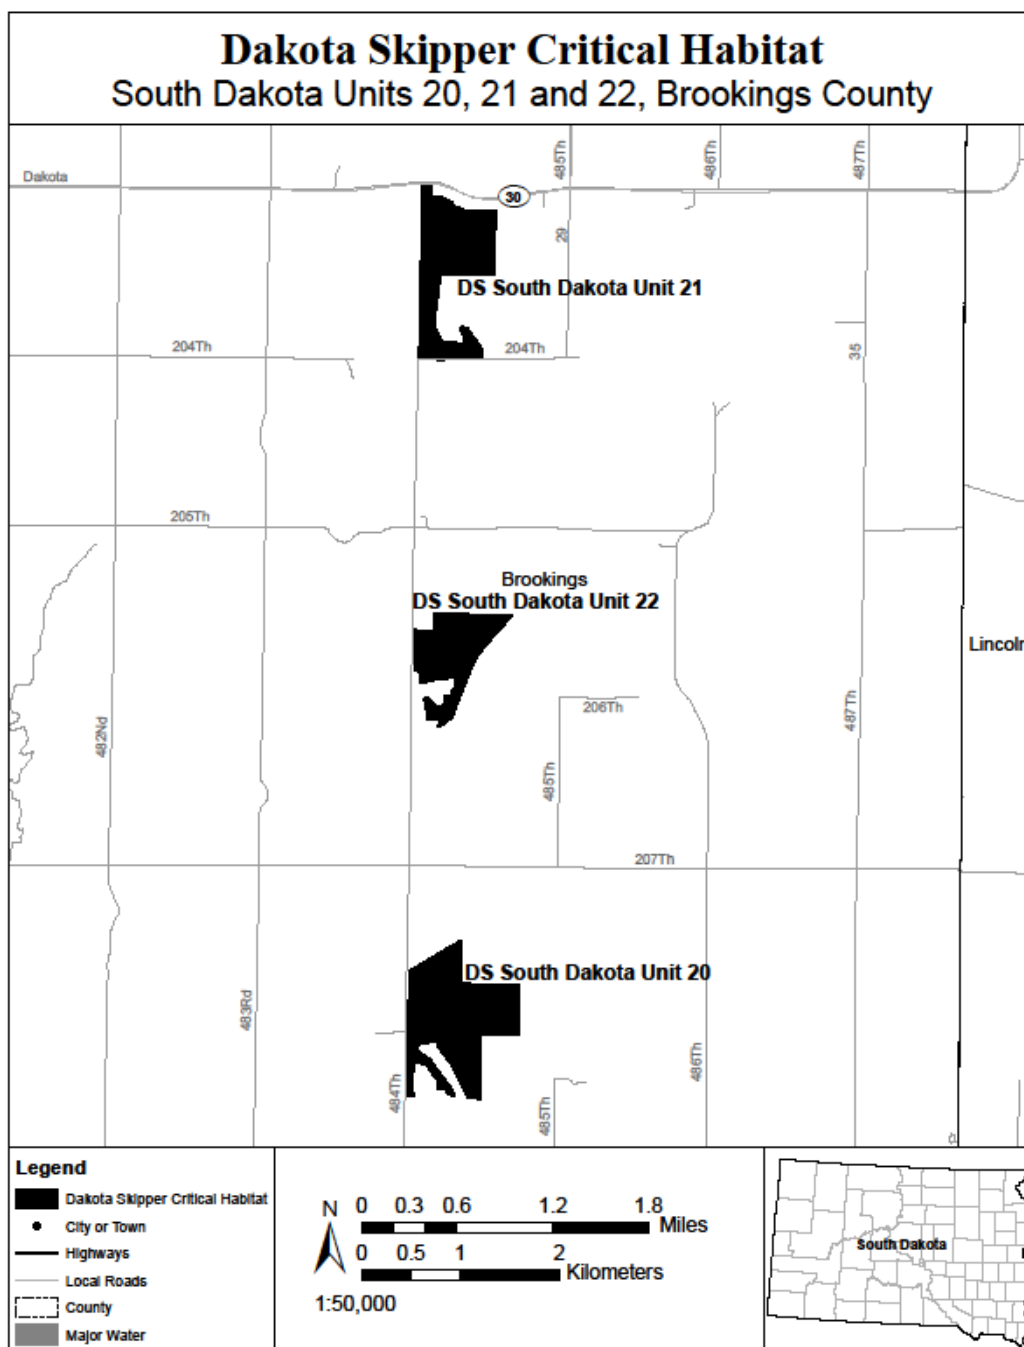 Dakota Skipper Critical Habitat
South Dakota Units 20, 21 and 22, Brookings County
Dakota
485Th
486Th
487Th
30
29
DS South Dakota Unit 21
204Th
204Th
35
205Th
Brookings
DS South Dakota Unit 22
Lincoln
206Th
482Nd
487Th
485Th
207Th
DS South Dakota Unit 20
483Rd
486Th
484Th
485Th
Legend
Dakota Skipper Critical Habitat
City or Town
Highways
Local Roads
County
Major Water
N
0 0.3 0.6 1.2 1.8
Miles
0 0.5 1 2
Kilometers
1:50,000
South Dakota